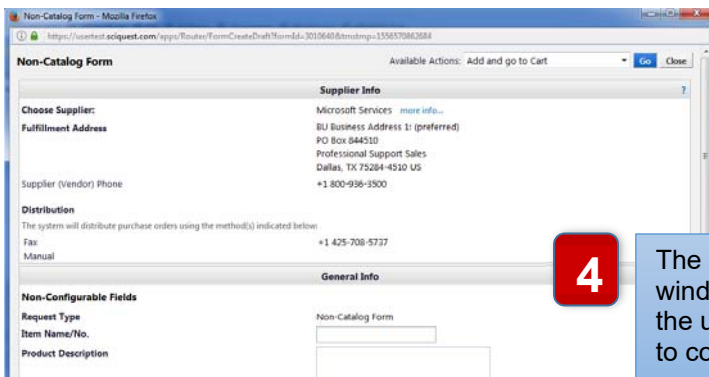 Non-Catalog Form - Mozilla Firefox
https://usertest.sciquest.com/apps/Router/FormCreateDraft?formId=3010640&tmstmp=1556570862684
Non-Catalog Form Available Actions: Add and go to Cart Go Close
Supplier Info ?
Choose Supplier: Microsoft Services more info...
Fulfillment Address BU Business Address 1: (preferred)
PO Box 844510
Professional Support Sales
Dallas, TX 75284-4510 US
Supplier (Vendor) Phone +1 800-936-3500
Distribution
The system will distribute purchase orders using the method(s) indicated below:
Fax +1 425-708-5737
Manual
General Info
Non-Configurable Fields
Request Type Non-Catalog Form
Item Name/No.
Product Description
4
The
wind
the u
to co